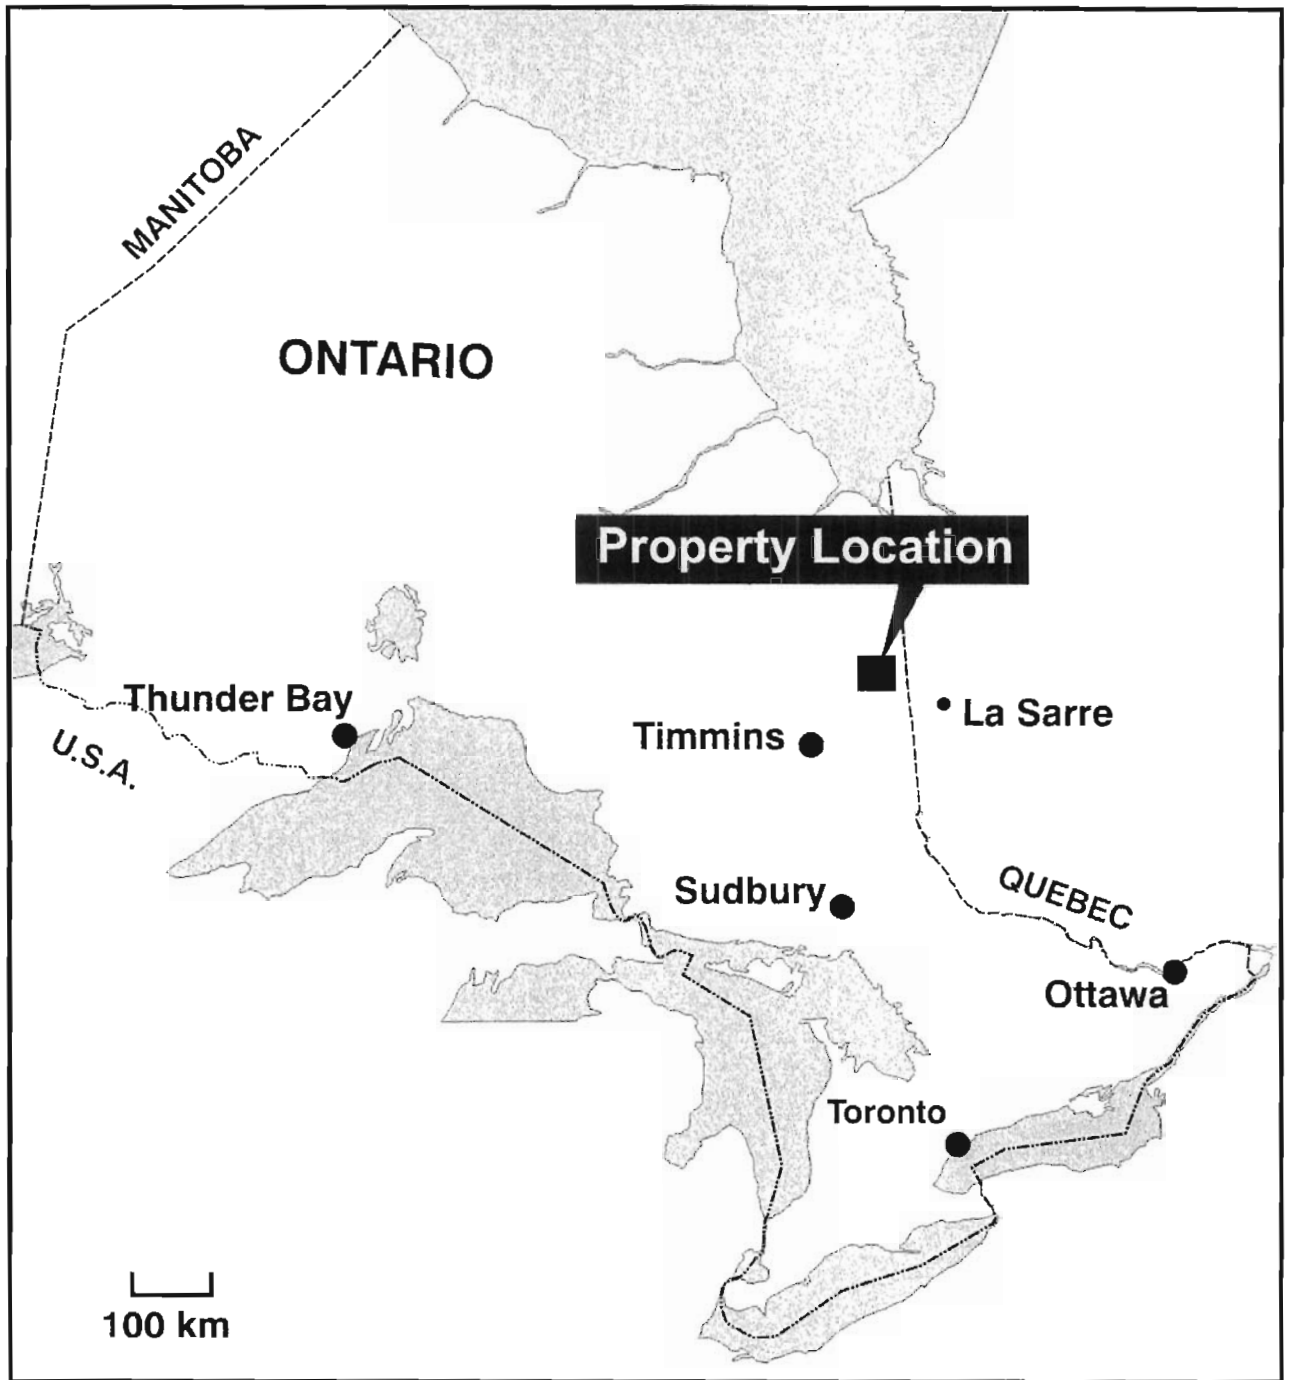 MANITOBA
ONTARIO
Property Location
Thunder Bay
La Sarre
Timmins
U.S.A.
Sudbury
QUEBEC
Ottawa
Toronto
100 km